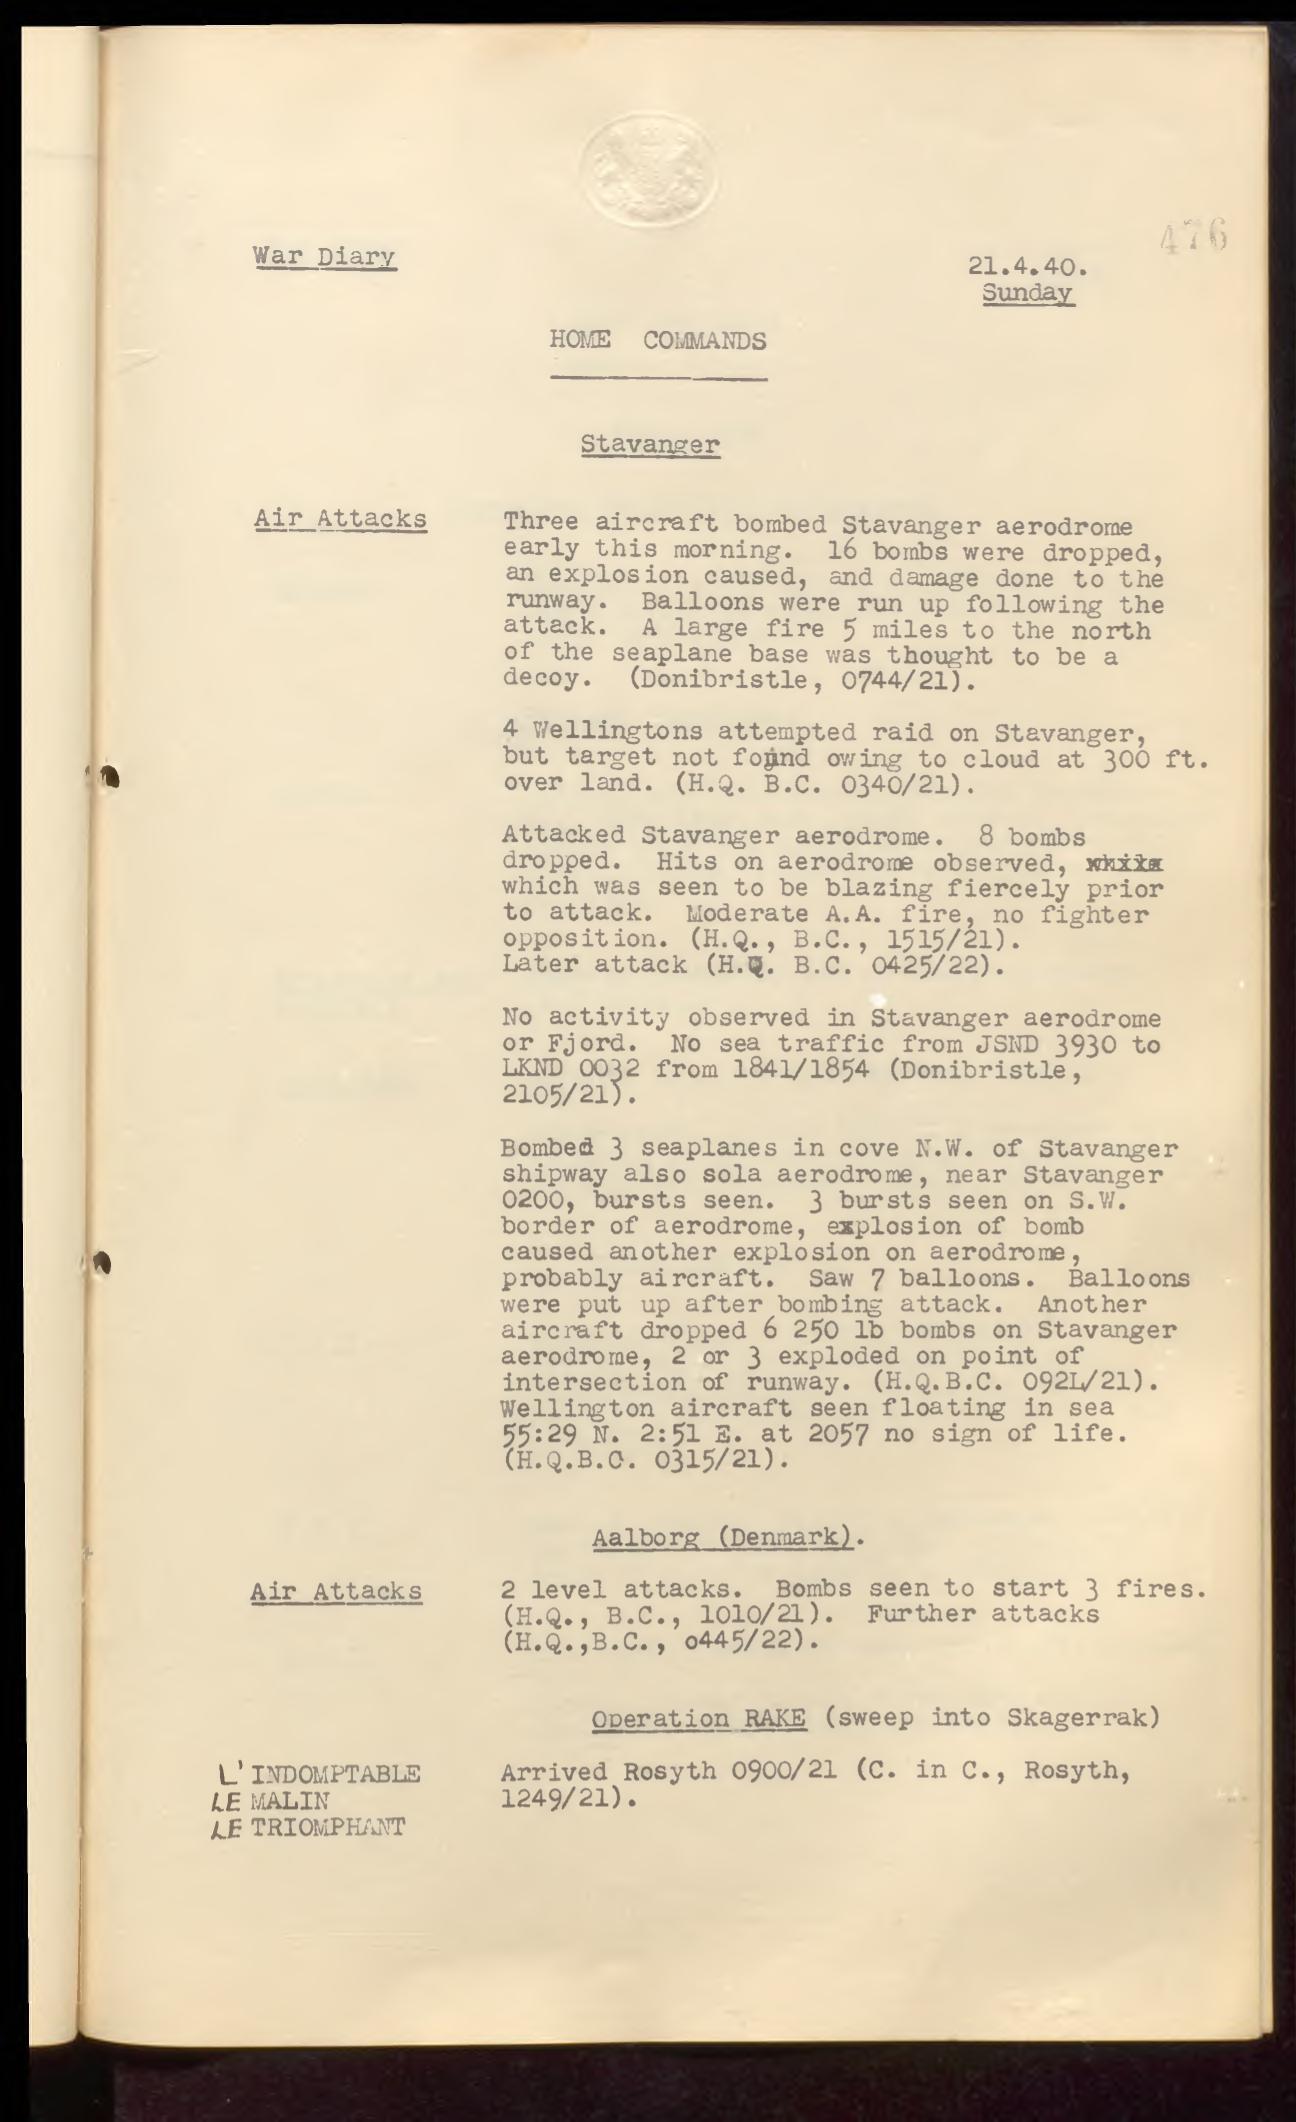 476
War Diary
21.4.40.
Sunday
HOME COMMANDS
Stavanger
Air Attacks
Three aircraft bombed Stavanger aerodrome
early this morning. 16 bombs were dropped,
an explosion caused, and damage done to the
runway. Balloons were run up following the
attack. A large fire 5 miles to the north
of the seaplane base was thought to be a
decoy. (Donibristle, 0744/21).
4 Wellingtons attempted raid on Stavanger,
but target not found owing to cloud at 300 ft.
over land. (H.Q. B.C. 0340/21).
Attacked Stavanger aerodrome. 8 bombs
dropped. Hits on aerodrome observed,
which was seen to be blazing fiercely prior
to attack. Moderate A.A. fire, no fighter
opposition. (H.Q., B.C., 1515/21).
Later attack (H.Q. B.C. 0425/22).
No activity observed in Stavanger aerodrome
or Fjord. No sea traffic from JSND 3930 to
LKND 0032 from 1841/1854 (Donibristle,
2105/21).
Bombed 3 seaplanes in cove N.W. of Stavanger
shipway also sola aerodrome, near Stavanger
0200, bursts seen. 3 bursts seen on S.W.
border of aerodrome, explosion of bomb
caused another explosion on aerodrome,
probably aircraft. Saw 7 balloons. Balloons
were put up after bombing attack. Another
aircraft dropped 6 250 lb bombs on Stavanger
aerodrome, 2 or 3 exploded on point of
intersection of runway. (H.Q.B.C. 092L/21).
Wellington aircraft seen floating in sea
55:29 N. 2:51 E. at 2057 no sign of life.
(H.Q.B.C. 0315/21).
Aalborg (Denmark).
Air Attacks
2 level attacks. Bombs seen to start 3 fires.
(H.Q., B.C., 1010/21). Further attacks
(H.Q.,B.C., o445/22).
Operation RAKE (sweep into Skagerrak)
L'INDOMPTABLE
LE MALIN
LE TRIOMPHANT
Arrived Rosyth 0900/21 (C. in C., Rosyth,
1249/21).